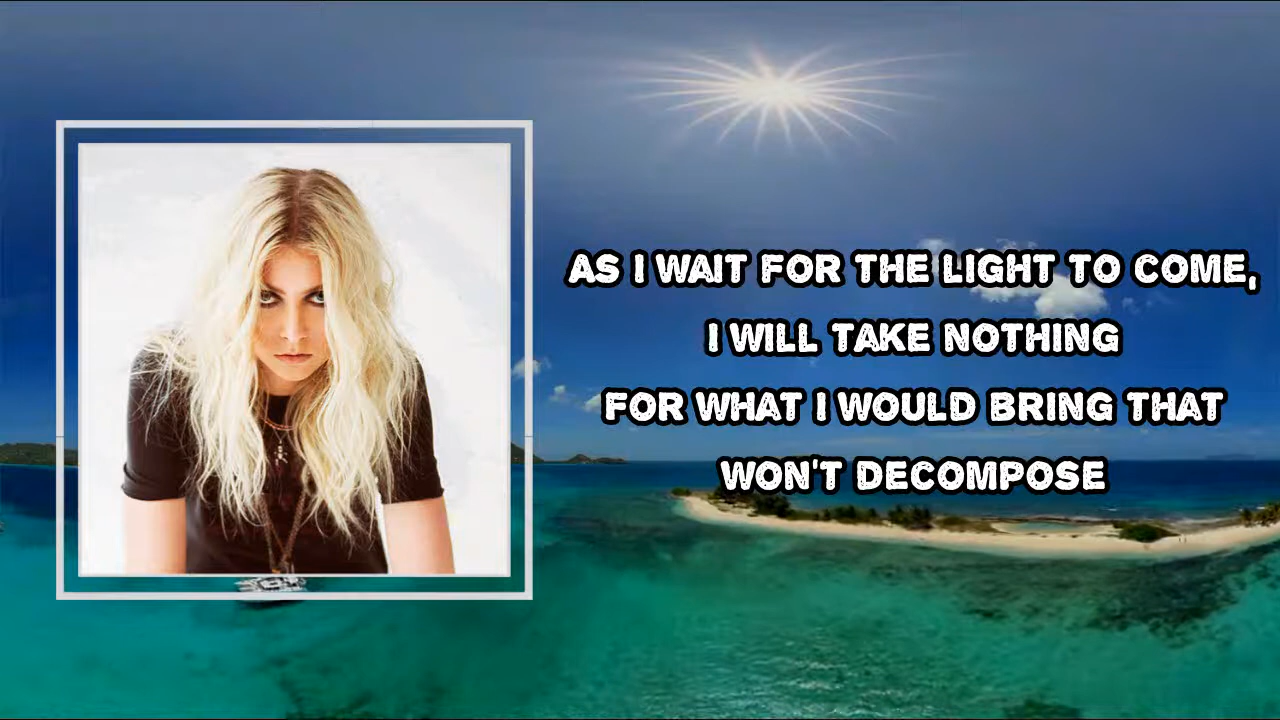 AS I WAIT FOR THE LIGHT TO COME,
I WILL TAKE NOTHING
FOR WHAT I WOULD BRING THAT
WON'T DECOMPOSE